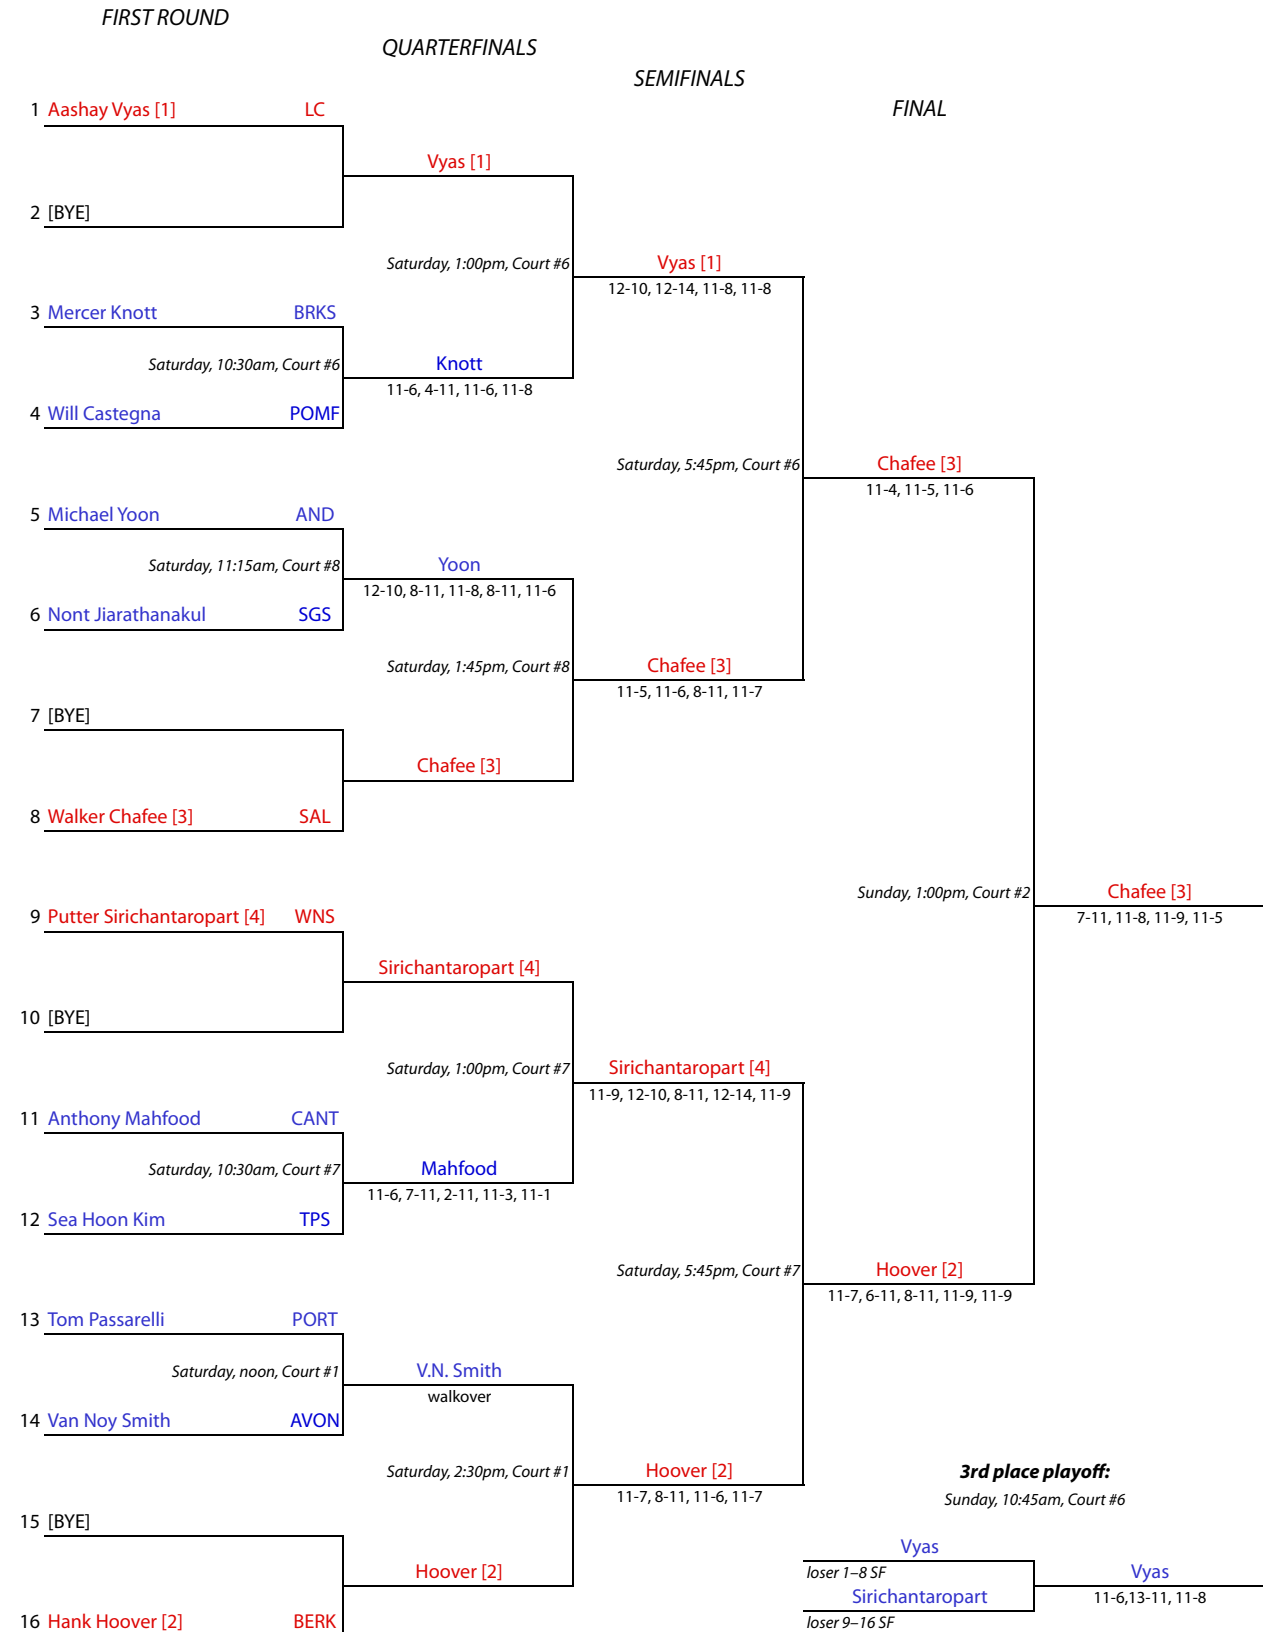 FIRST ROUND
QUARTERFINALS
SEMIFINALS
FINAL
1 Aashay Vyas [1] LC
Vyas [1]
2 [BYE]
Saturday, 1:00pm, Court #6
Vyas [1]
12-10, 12-14, 11-8, 11-8
3 Mercer Knott BRKS
Saturday, 10:30am, Court #6
Knott
11-6, 4-11, 11-6, 11-8
4 Will Castegna POMF
Saturday, 5:45pm, Court #6
Chafee [3]
11-4, 11-5, 11-6
5 Michael Yoon AND
Saturday, 11:15am, Court #8
Yoon
12-10, 8-11, 11-8, 8-11, 11-6
6 Nont Jiarathanakul SGS
Saturday, 1:45pm, Court #8
Chafee [3]
11-5, 11-6, 8-11, 11-7
7 [BYE]
Chafee [3]
8 Walker Chafee [3] SAL
Sunday, 1:00pm, Court #2
Chafee [3]
7-11, 11-8, 11-9, 11-5
9 Putter Sirichantaropart [4] WNS
Sirichantaropart [4]
10 [BYE]
Saturday, 1:00pm, Court #7
Sirichantaropart [4]
11-9, 12-10, 8-11, 12-14, 11-9
11 Anthony Mahfood CANT
Saturday, 10:30am, Court #7
Mahfood
11-6, 7-11, 2-11, 11-3, 11-1
12 Sea Hoon Kim TPS
Saturday, 5:45pm, Court #7
Hoover [2]
11-7, 6-11, 8-11, 11-9, 11-9
13 Tom Passarelli PORT
Saturday, noon, Court #1
V.N. Smith
walkover
14 Van Noy Smith AVON
Saturday, 2:30pm, Court #1
Hoover [2]
11-7, 8-11, 11-6, 11-7
3rd place playoff:
Sunday, 10:45am, Court #6
15 [BYE]
Hoover [2]
16 Hank Hoover [2] BERK
Vyas
loser 1–8 SF
Sirichantaropart
loser 9–16 SF
Vyas
11-6,13-11, 11-8